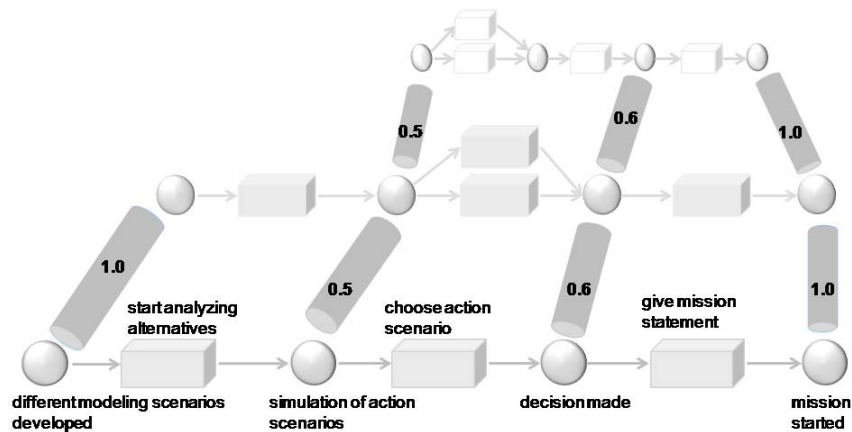 0.5
0.6
1.0
1.0
0.5
0.6
1.0
start analyzing
alternatives
choose action
scenario
give mission
statement
different modeling scenarios
developed
simulation of action
scenarios
decision made
mission
started